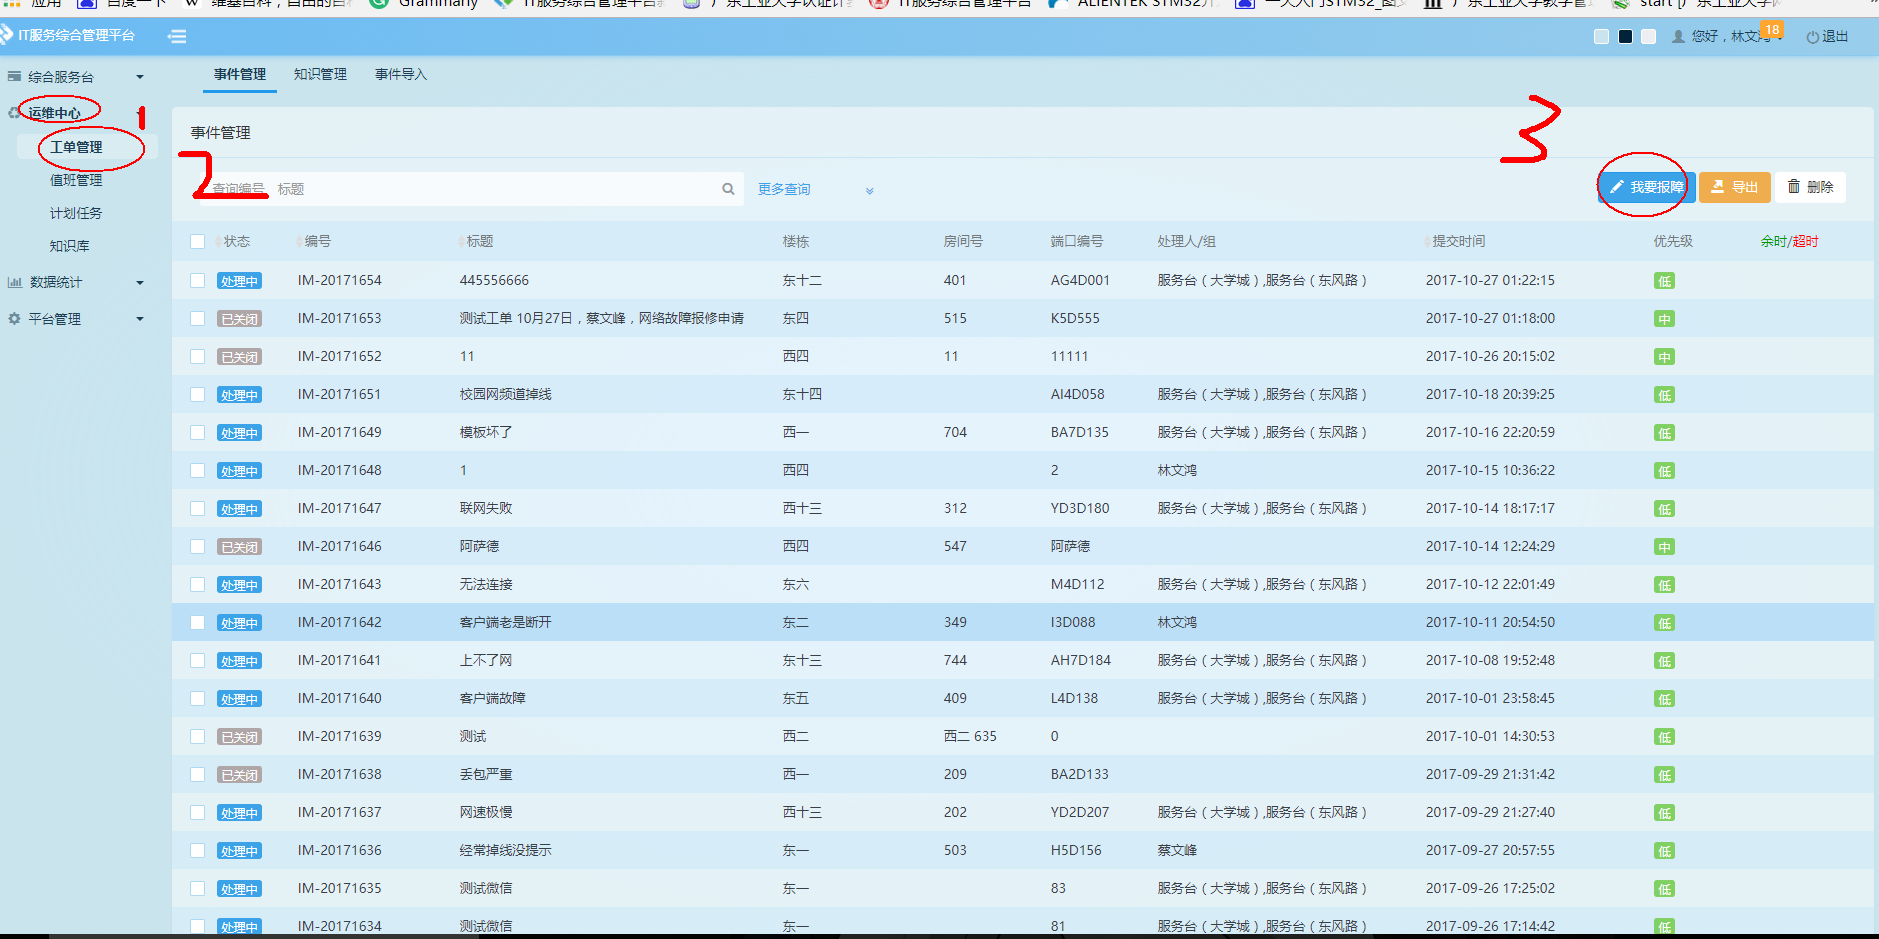 应用 百度一下 维基百科，自由的百科 Grammarly IT服务综合管理平台 广东工业大学认证计费 IT服务综合管理平台 ALIENTEK STM32 一天入门STM32_图文 广东工业大学教学管 start [广东工业大学网
IT服务综合管理平台 您好，林文鸿 18 退出
综合服务台
运维中心
工单管理
值班管理
计划任务
知识库
数据统计
平台管理
1
事件管理 知识管理 事件导入
事件管理
2
3
查询编号 标题 更多查询 我要报障 导出 删除
状态 编号 标题 楼栋 房间号 端口编号 处理人/组 提交时间 优先级 余时/超时
处理中 IM-20171654 445556666 东十二 401 AG4D001 服务台（大学城）,服务台（东风路） 2017-10-27 01:22:15 低
已关闭 IM-20171653 测试工单 10月27日，蔡文峰，网络故障报修申请 东四 515 K5D555 2017-10-27 01:18:00 中
已关闭 IM-20171652 11 西四 11 11111 2017-10-26 20:15:02 中
处理中 IM-20171651 校园网频道掉线 东十四 AI4D058 服务台（大学城）,服务台（东风路） 2017-10-18 20:39:25 低
处理中 IM-20171649 模板坏了 西一 704 BA7D135 服务台（大学城）,服务台（东风路） 2017-10-16 22:20:59 低
处理中 IM-20171648 1 西四 2 林文鸿 2017-10-15 10:36:22 低
处理中 IM-20171647 联网失败 西十三 312 YD3D180 服务台（大学城）,服务台（东风路） 2017-10-14 18:17:17 低
已关闭 IM-20171646 阿萨德 西四 547 阿萨德 2017-10-14 12:24:29 中
处理中 IM-20171643 无法连接 东六 M4D112 服务台（大学城）,服务台（东风路） 2017-10-12 22:01:49 低
处理中 IM-20171642 客户端老是断开 东二 349 I3D088 林文鸿 2017-10-11 20:54:50 低
处理中 IM-20171641 上不了网 东十三 744 AH7D184 服务台（大学城）,服务台（东风路） 2017-10-08 19:52:48 低
处理中 IM-20171640 客户端故障 东五 409 L4D138 服务台（大学城）,服务台（东风路） 2017-10-01 23:58:45 低
已关闭 IM-20171639 测试 西二 西二 635 0 2017-10-01 14:30:53 低
已关闭 IM-20171638 丢包严重 西一 209 BA2D133 2017-09-29 21:31:42 低
处理中 IM-20171637 网速极慢 西十三 202 YD2D207 服务台（大学城）,服务台（东风路） 2017-09-29 21:27:40 低
处理中 IM-20171636 经常掉线没提示 东一 503 H5D156 蔡文峰 2017-09-27 20:57:55 低
处理中 IM-20171635 测试微信 东一 83 服务台（大学城）,服务台（东风路） 2017-09-26 17:25:02 低
处理中 IM-20171634 测试微信 东一 81 服务台（大学城）,服务台（东风路） 2017-09-26 17:14:42 低